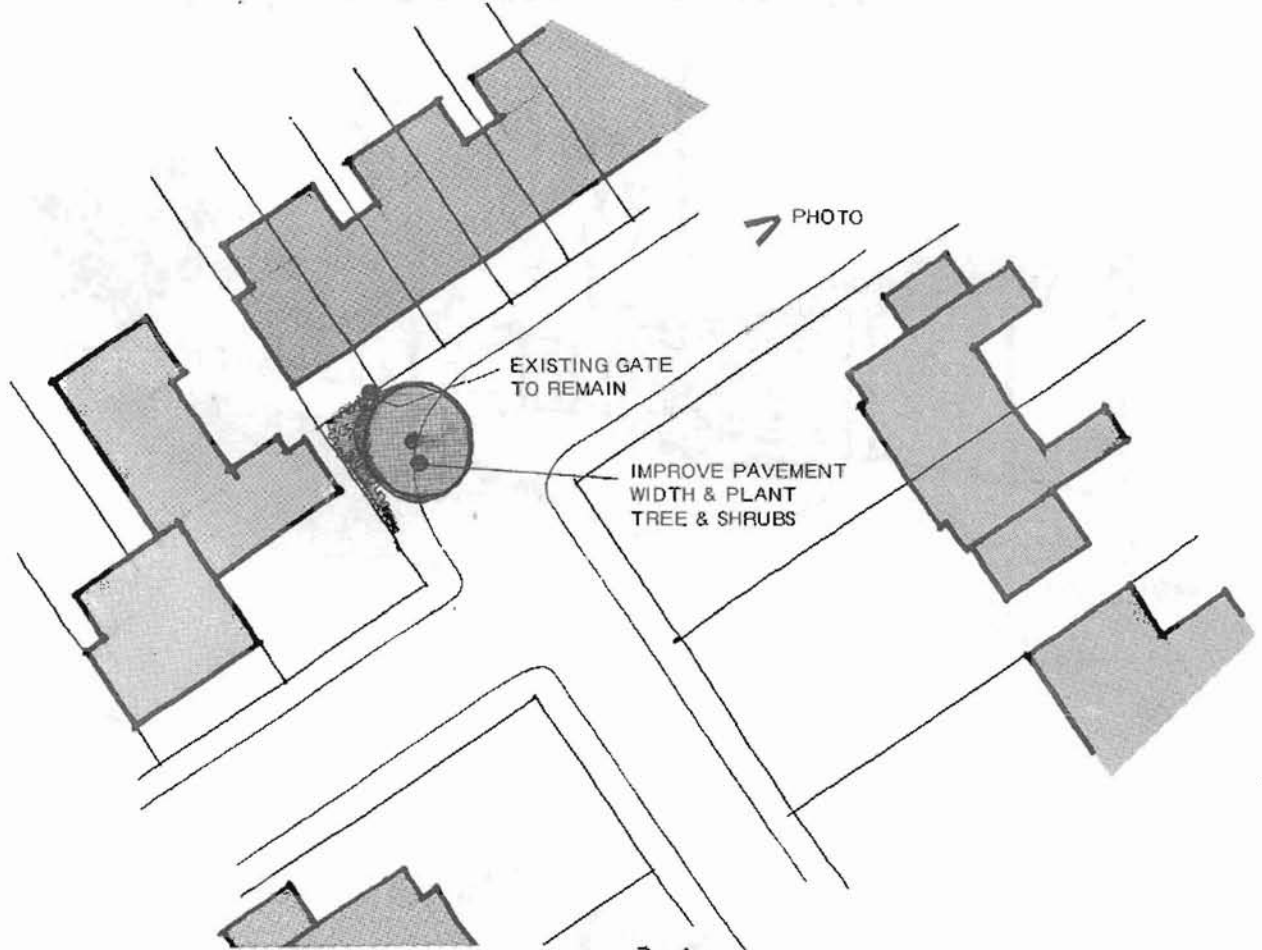 PHOTO
EXISTING GATE
TO REMAIN
IMPROVE PAVEMENT
WIDTH & PLANT
TREE & SHRUBS